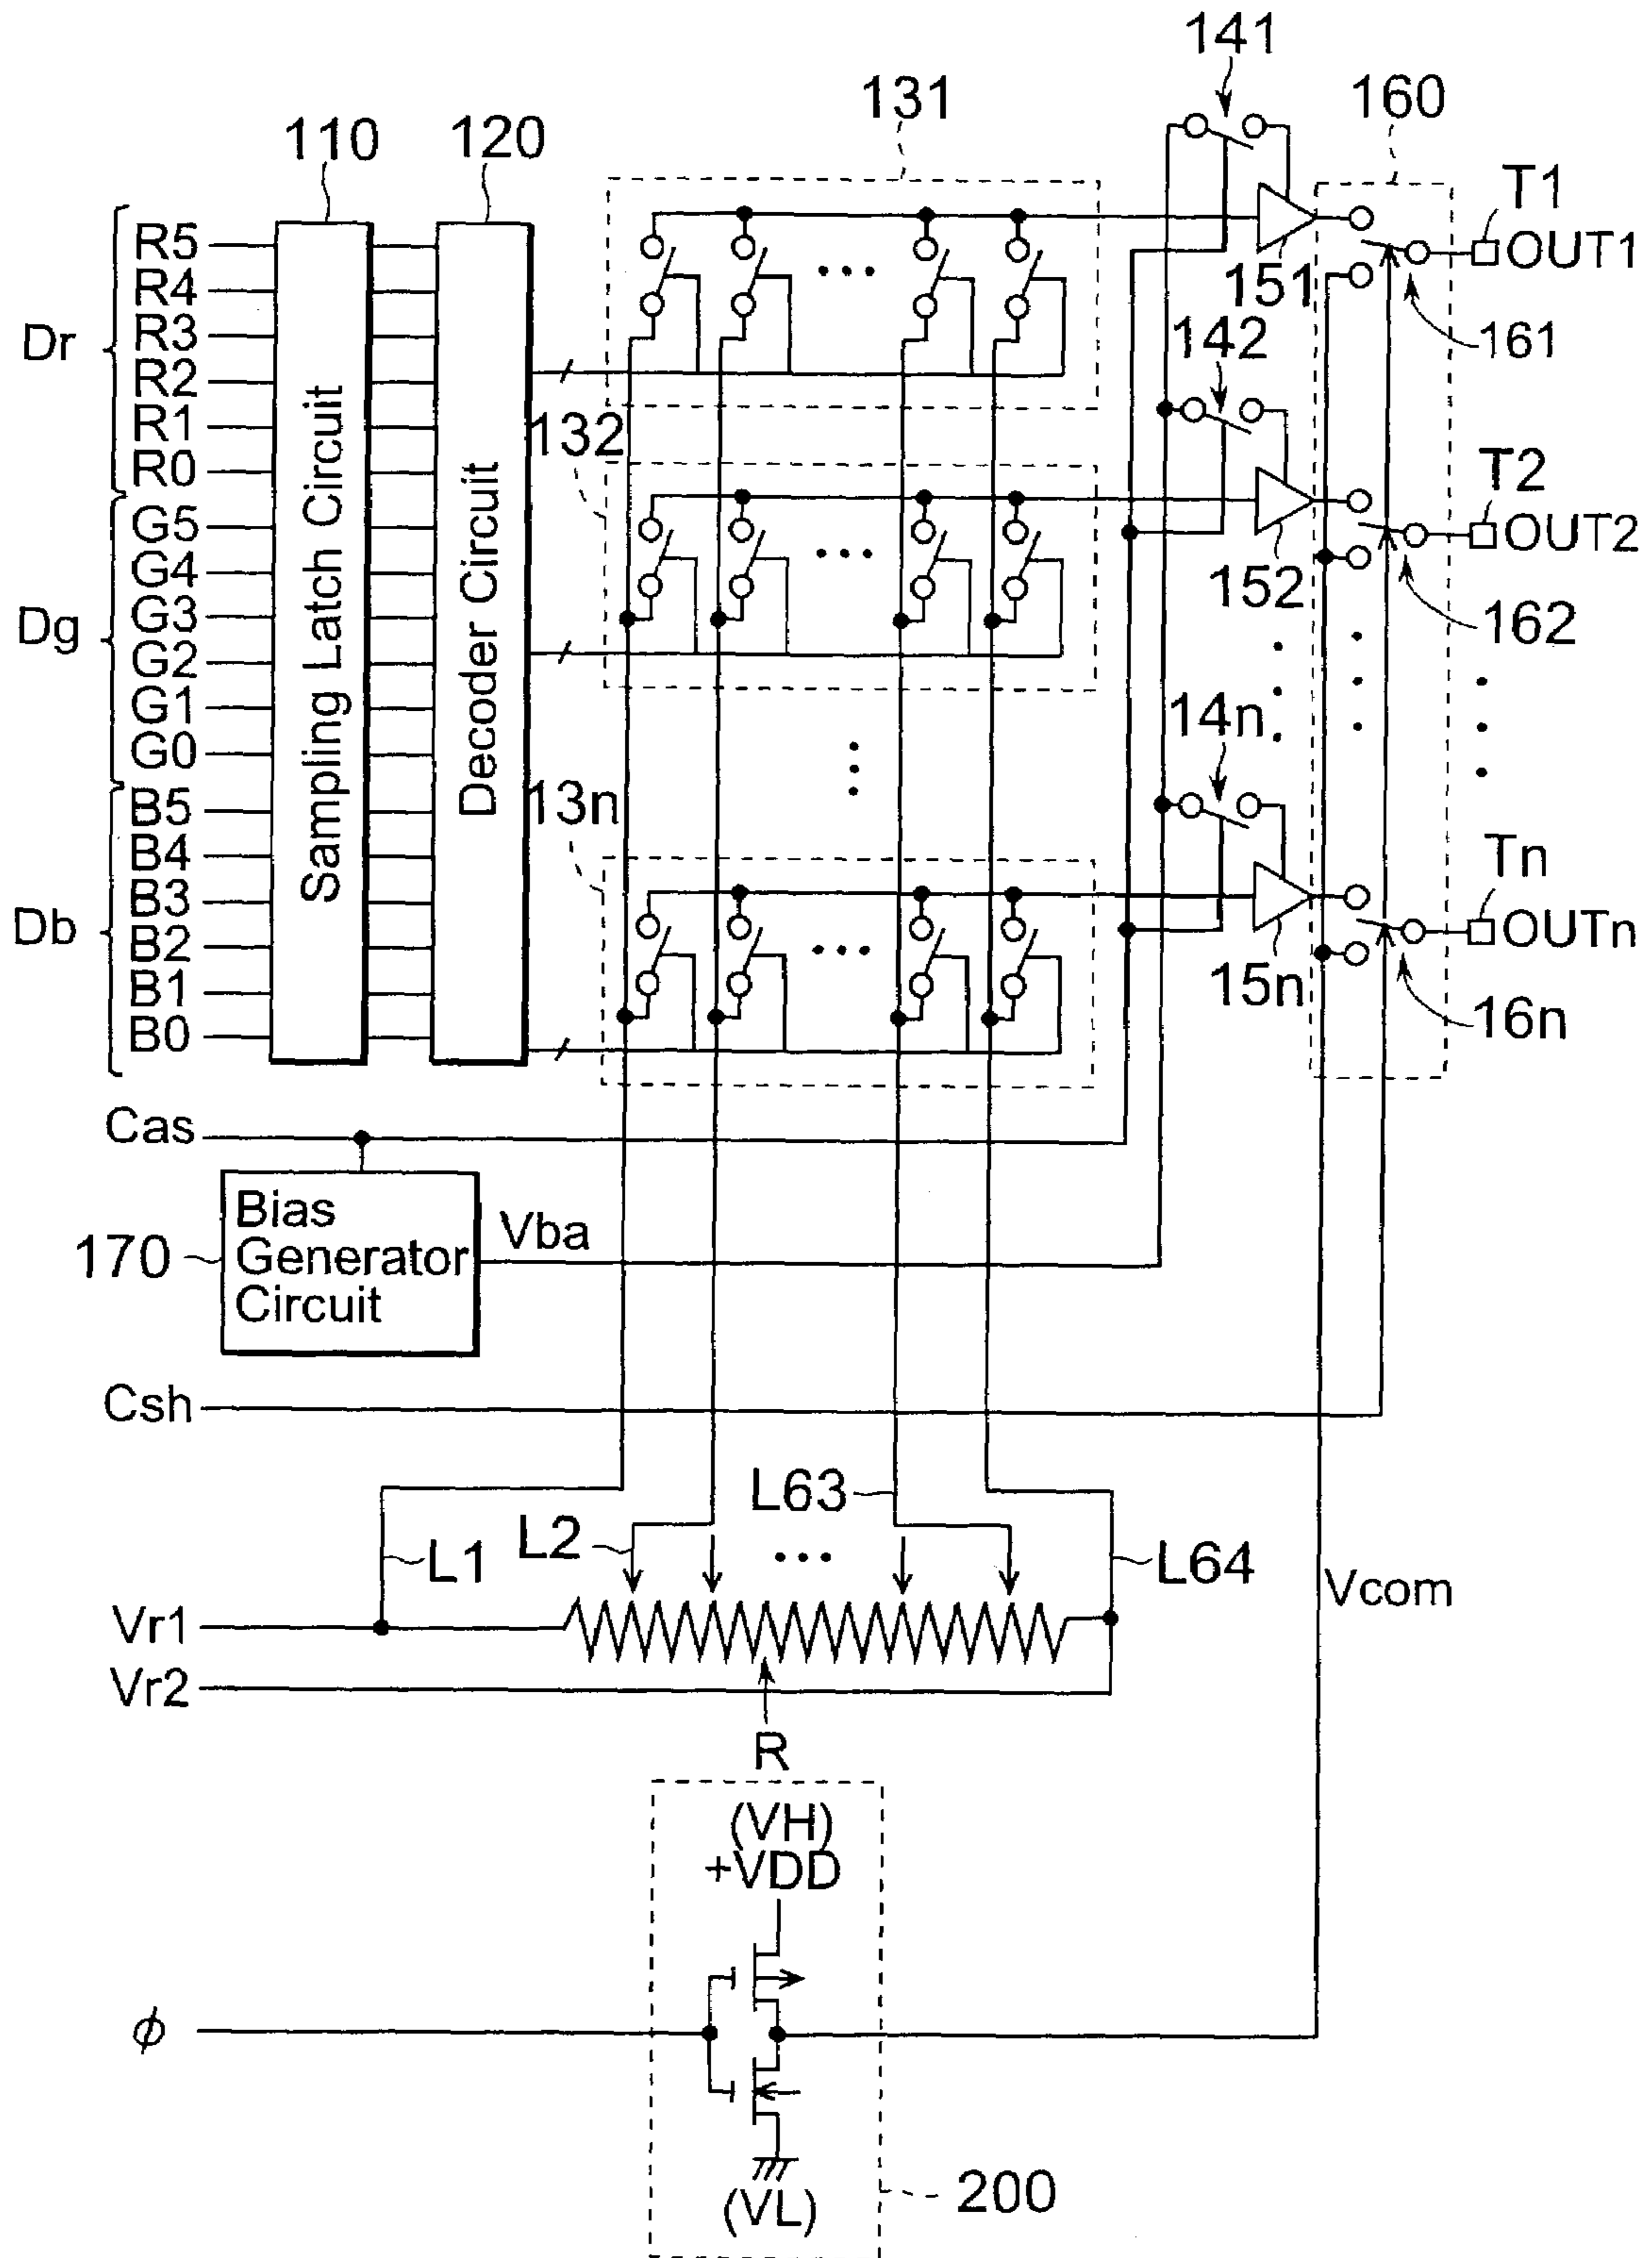 141
131
160
110
120
T1
OUT1
R5
R4
R3
R2
R1
R0
Dr
151
161
142
132
T2
OUT2
G5
G4
G3
G2
G1
G0
Dg
152
162
Sampling Latch Circuit
Decoder Circuit
14n
13n
B5
B4
B3
B2
B1
B0
Db
Tn
OUTn
15n
16n
Cas
170
Bias
Generator
Circuit
Vba
Csh
L1
L2
L63
L64
Vcom
Vr1
Vr2
R
(VH)
+VDD
ϕ
(VL)
200